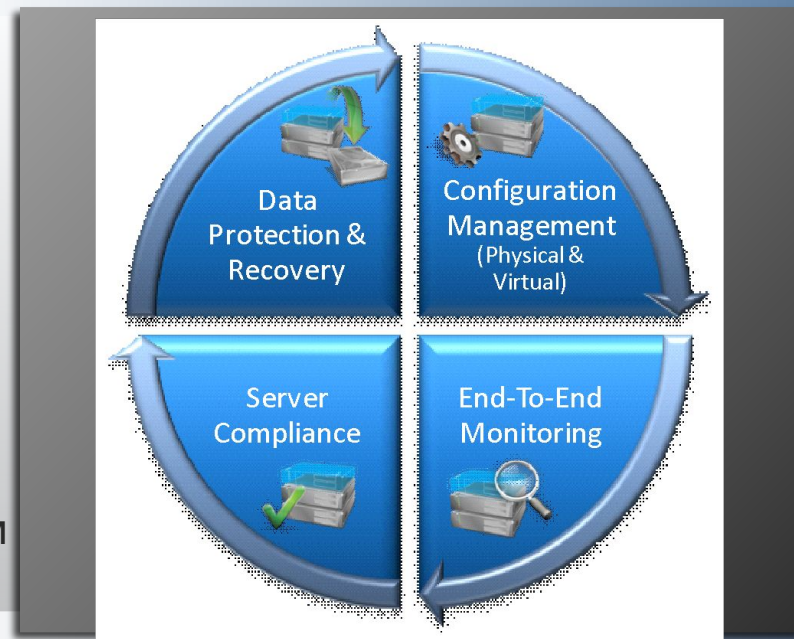 Data
Protection &
Recovery
Configuration
Management
(Physical &
Virtual)
Server
Compliance
End-To-End
Monitoring